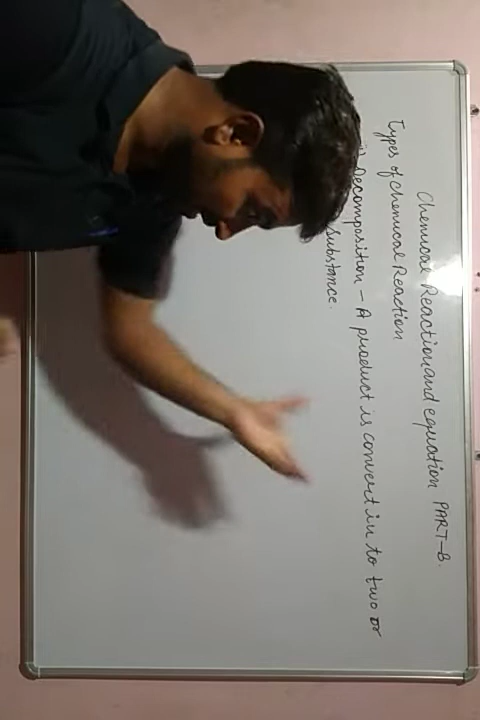 Chemical Reaction and equation PART-B.
Types of chemical Reaction
Decomposition - A product is convert in to two or
substance.